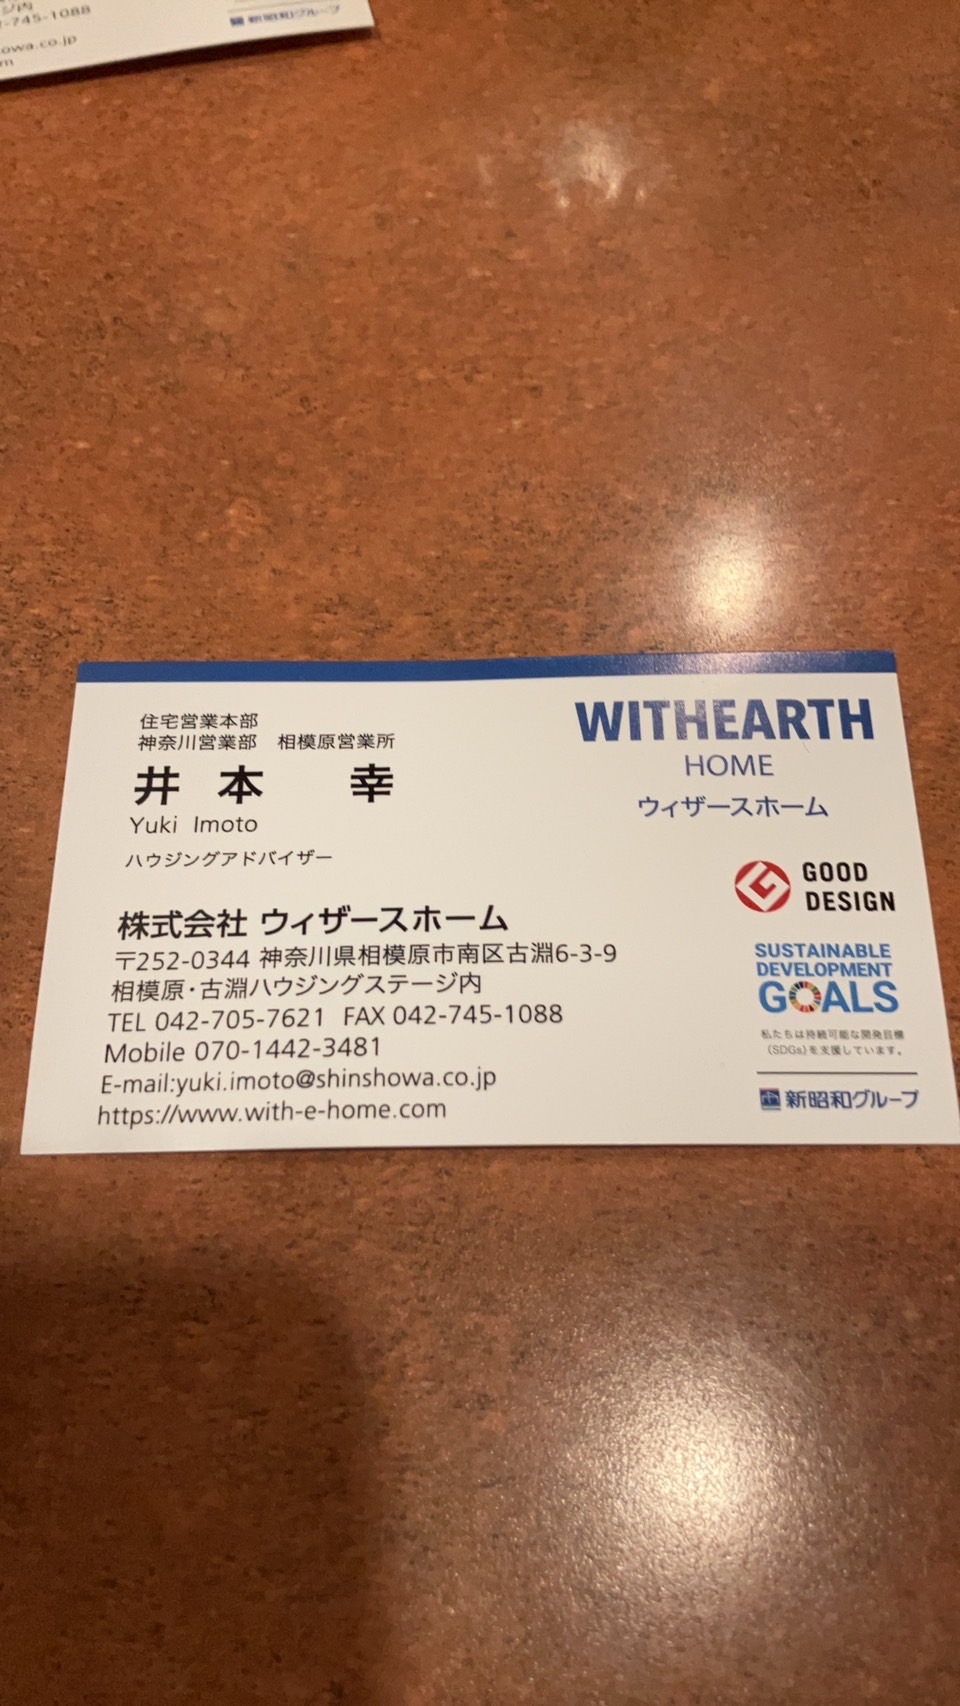 ジ内
-745-1088
owa.co.jp
新昭和グループ
住宅営業本部
神奈川営業部 相模原営業所
井本 幸
Yuki Imoto
ハウジングアドバイザー
WITHEARTH
HOME
ウィザースホーム
GOOD
DESIGN
SUSTAINABLE
DEVELOPMENT
GOALS
私たちは持続可能な開発目標
(SDGs)を支援しています。
新昭和グループ
株式会社 ウィザースホーム
〒252-0344 神奈川県相模原市南区古淵6-3-9
相模原・古淵ハウジングステージ内
TEL 042-705-7621 FAX 042-745-1088
Mobile 070-1442-3481
E-mail:yuki.imoto@shinshowa.co.jp
https://www.with-e-home.com